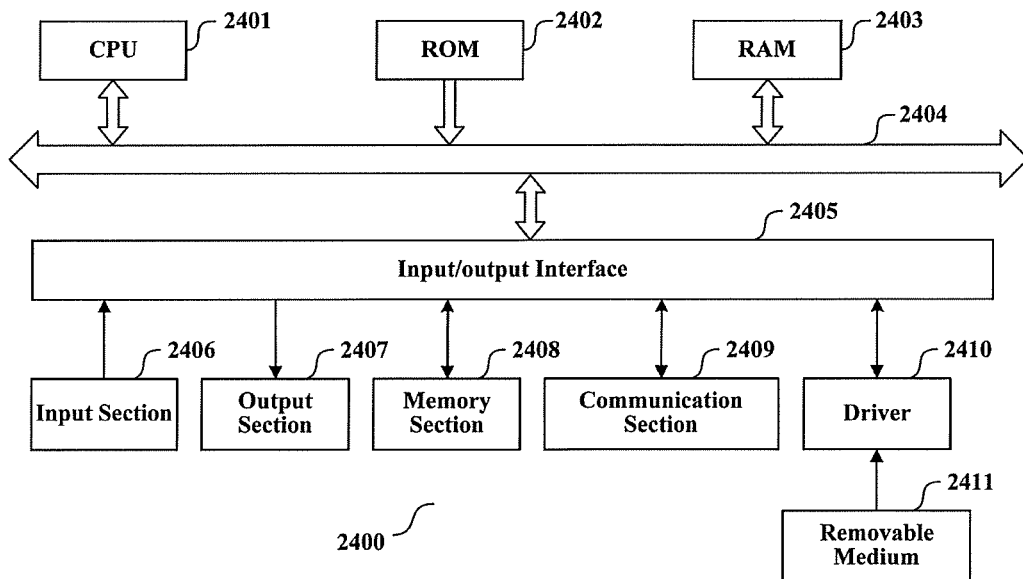 2401
2402
2403
CPU
ROM
RAM
2404
2405
Input/output Interface
2406
2407
2408
2409
2410
Input Section
Output
Section
Memory
Section
Communication
Section
Driver
2411
2400
Removable
Medium